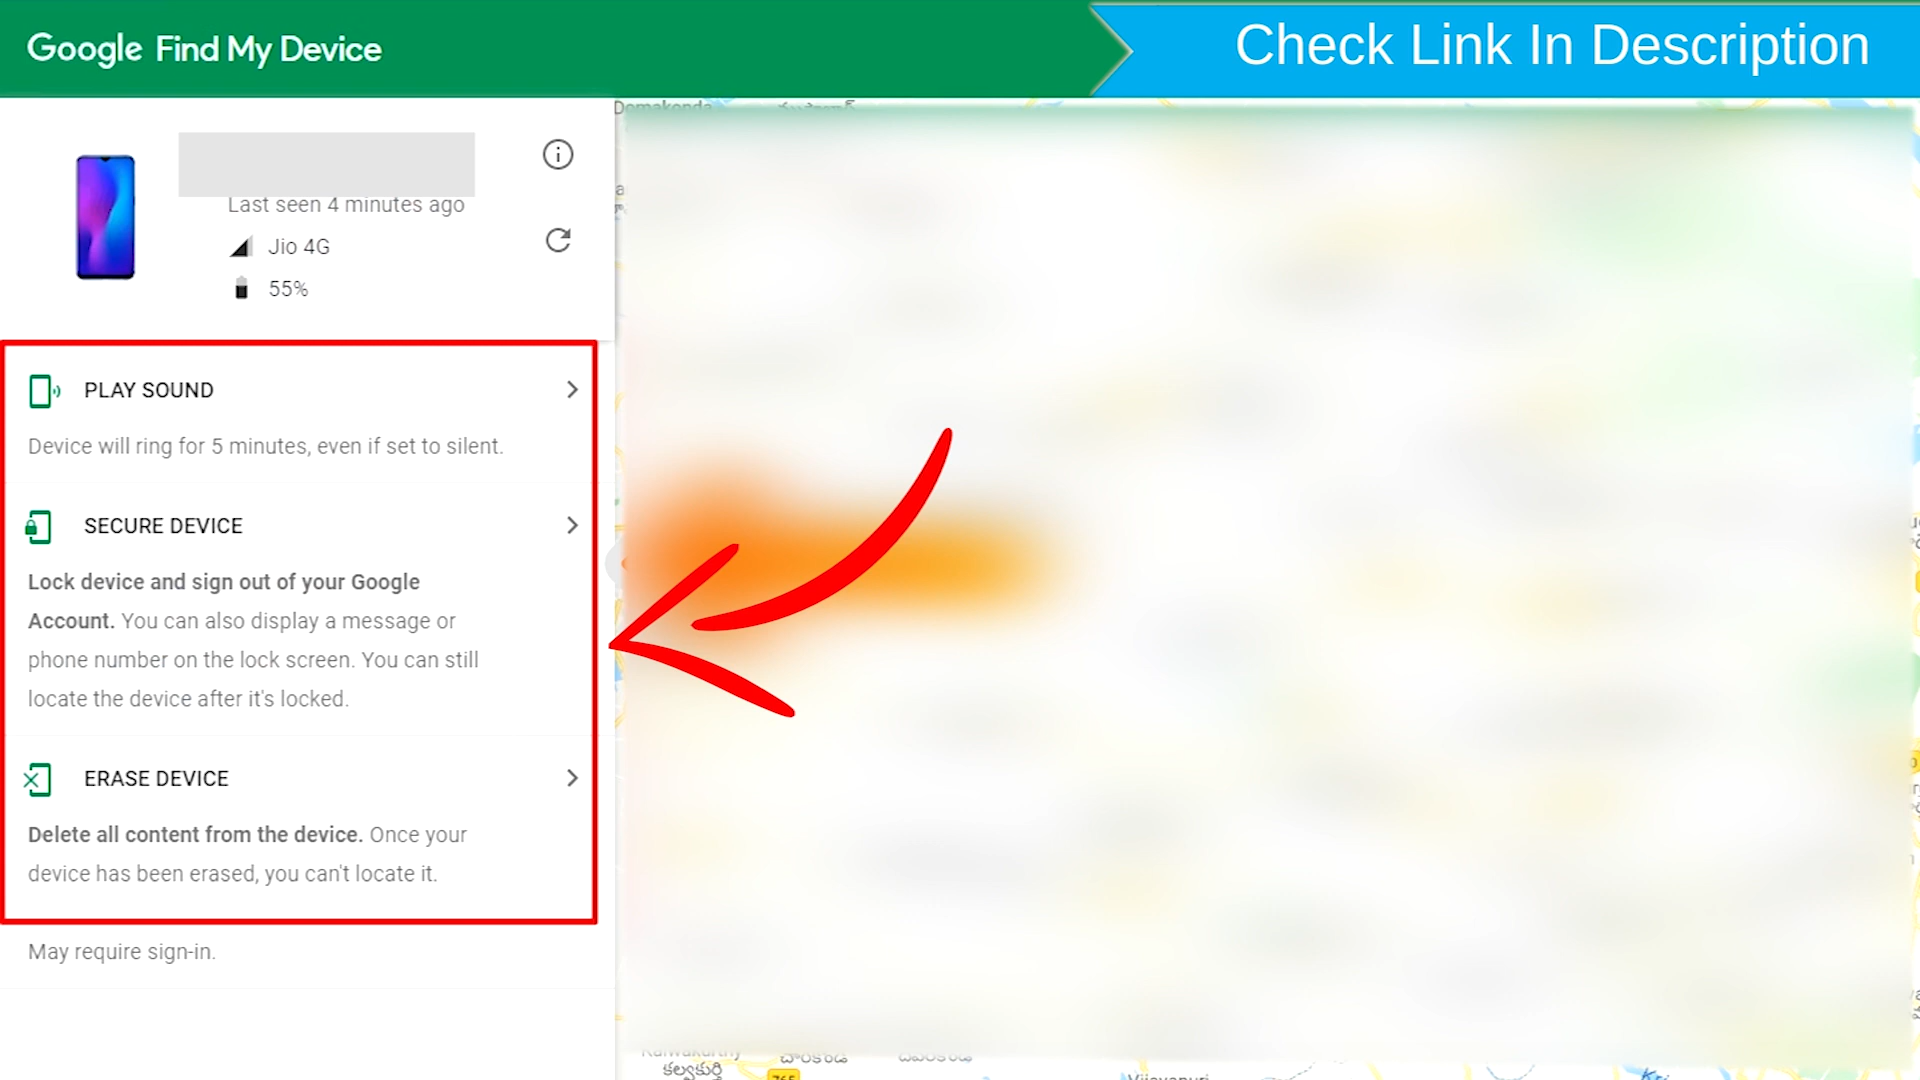 Google Find My Device
Check Link In Description
Domakonda
Last seen 4 minutes ago
Jio 4G
55%
PLAY SOUND
Device will ring for 5 minutes, even if set to silent.
SECURE DEVICE
Lock device and sign out of your Google
Account. You can also display a message or
phone number on the lock screen. You can still
locate the device after it's locked.
ERASE DEVICE
Delete all content from the device. Once your
device has been erased, you can't locate it.
May require sign-in.
కల్వకుర్తి
765